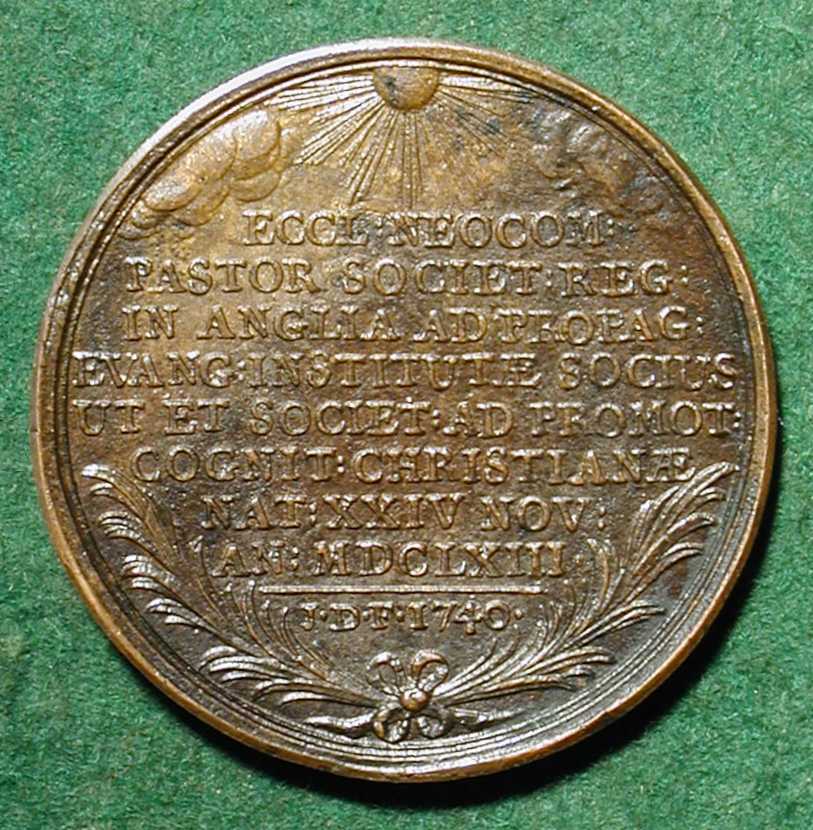 ECCL·NEOCOM:
PASTOR SOCIET:REG:
IN ANGLIA AD PROPAG:
EVANG:INSTITUTÆ SOCIUS
UT ET SOCIET:AD PROMOT:
COGNIT:CHRISTIANÆ
NAT:XXIV NOV:
AN:MDCLXIII
J·D·F·1740·